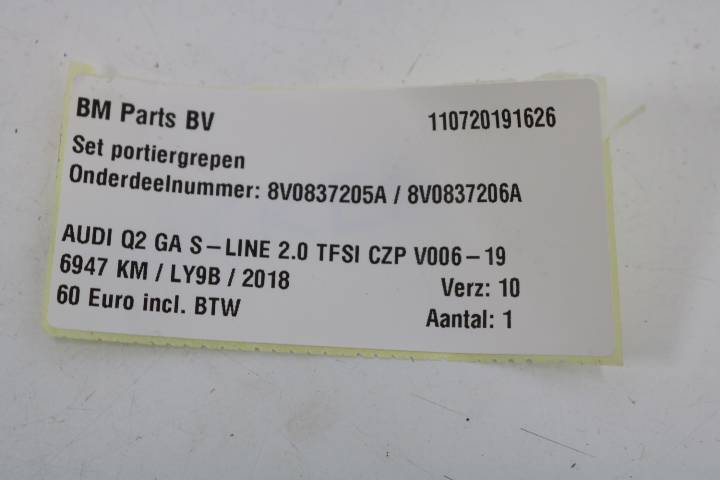 BM Parts BV 110720191626
Set portiergrepen
Onderdeelnummer: 8V0837205A / 8V0837206A
AUDI Q2 GA S-LINE 2.0 TFSI CZP V006-19
6947 KM / LY9B / 2018 Verz: 10
60 Euro incl. BTW Aantal: 1